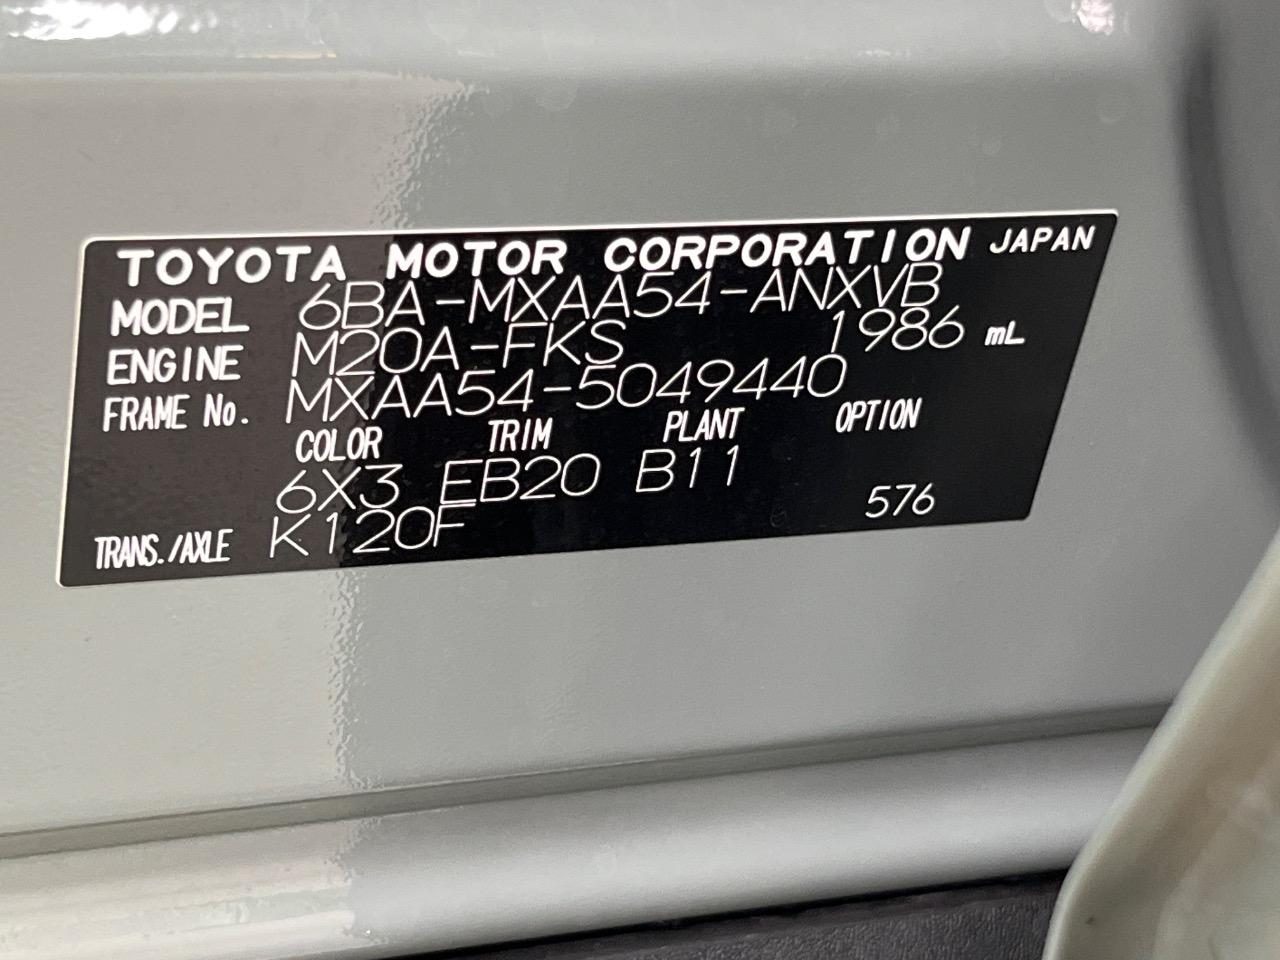 TOYOTA MOTOR CORPORATION JAPAN
MODEL 6BA-MXAA54-ANXVB
ENGINE M20A-FKS 1986 mL
FRAME No. MXAA54-5049440
COLOR TRIM PLANT OPTION
6X3 EB20 B11
TRANS./AXLE K120F 576